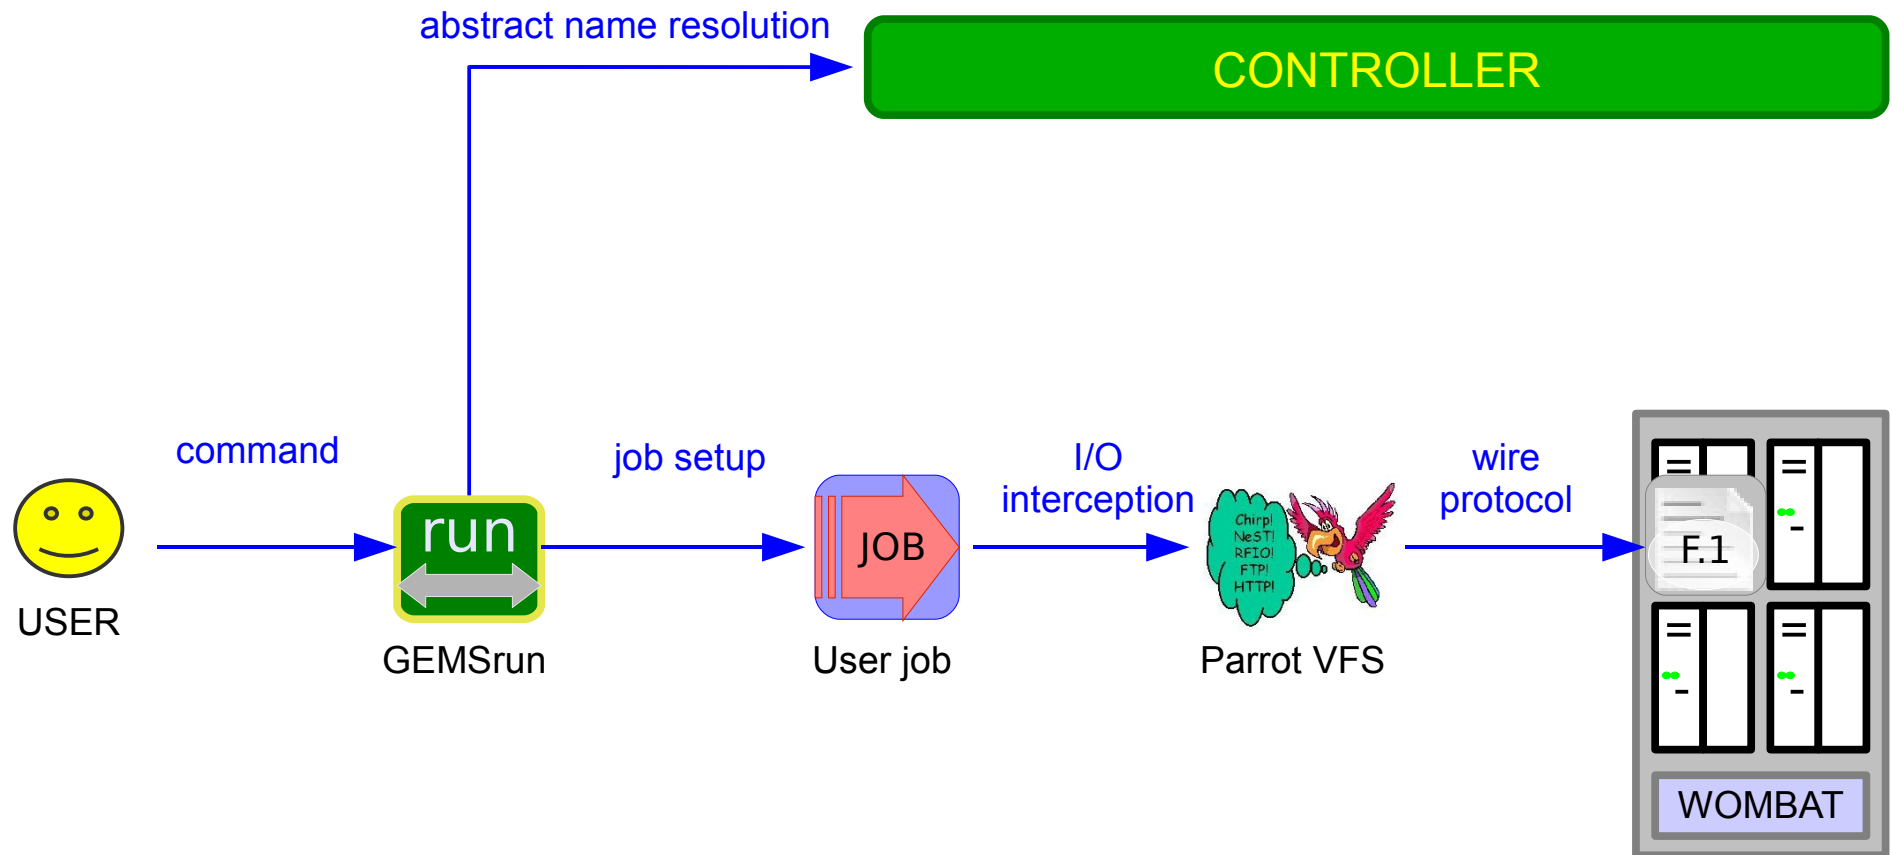 abstract name resolution
CONTROLLER
command
job setup
I/O
interception
wire
protocol
run
JOB
Chirp!
NeST!
RFIO!
FTP!
HTTP!
F.1
USER
GEMSrun
User job
Parrot VFS
WOMBAT